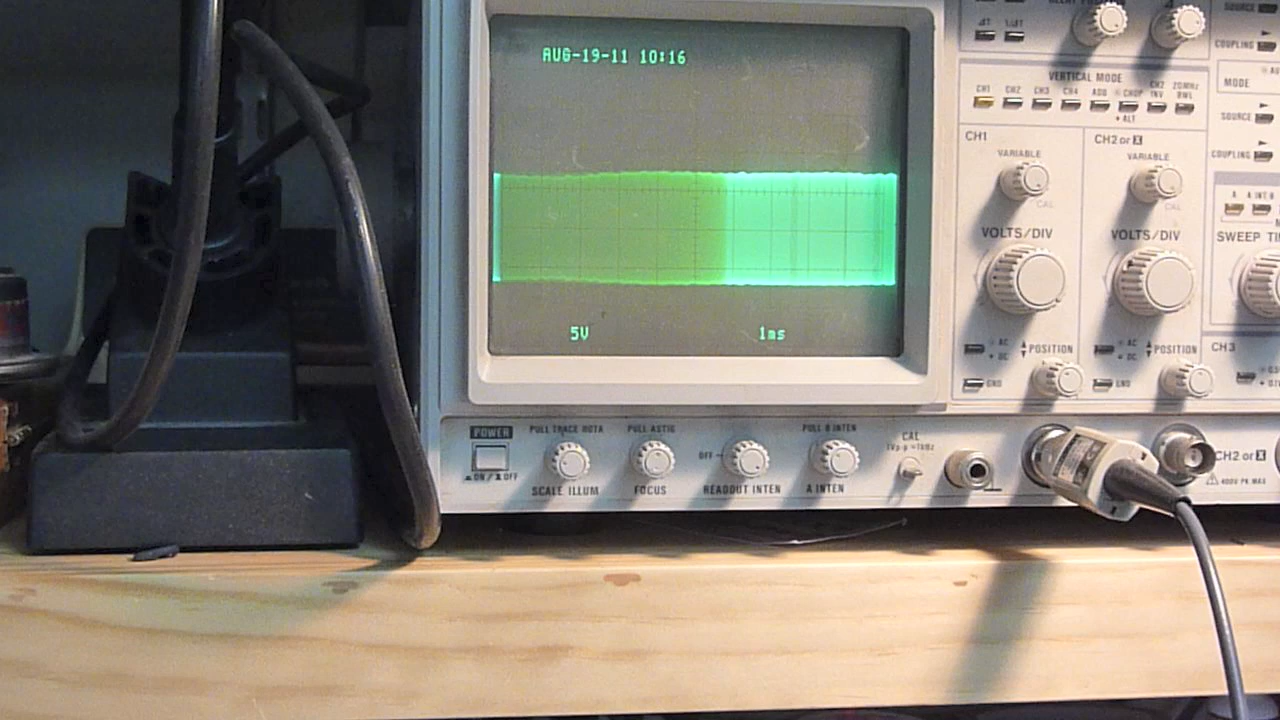 AUG-19-11 10:16
5V 1ms
SOURCE
COUPLING
VERTICAL MODE
CH1 CH2 CH3 CH4 ADD CHOP CH2 INV 20MHz BWL
ALT
MODE
SOURCE
COUPLING
CH1
VARIABLE
CAL
VOLTS/DIV
AC
DC
POSITION
GND
CH2 or X
VARIABLE
CAL
VOLTS/DIV
AC
DC
POSITION
GND
A
SWEEP TI
CH3
POWER
ON / OFF
PULL TRACE ROTA
SCALE ILLUM
PULL ASTIG
FOCUS
OFF
READOUT INTEN
PULL B INTEN
A INTEN
CAL
CH2 or X
400V PK MAX